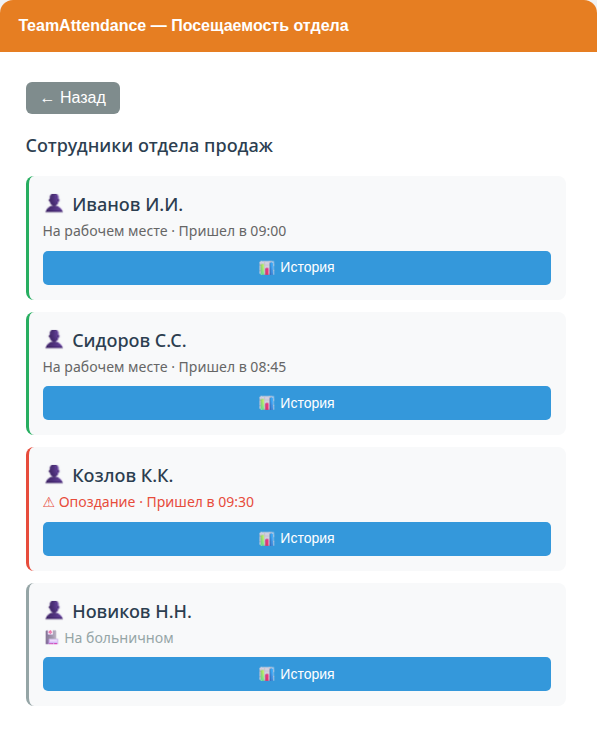 TeamAttendance — Посещаемость отдела
← Назад
Сотрудники отдела продаж
Иванов И.И.
На рабочем месте · Пришел в 09:00
История
Сидоров С.С.
На рабочем месте · Пришел в 08:45
История
Козлов К.К.
⚠ Опоздание · Пришел в 09:30
История
Новиков Н.Н.
На больничном
История